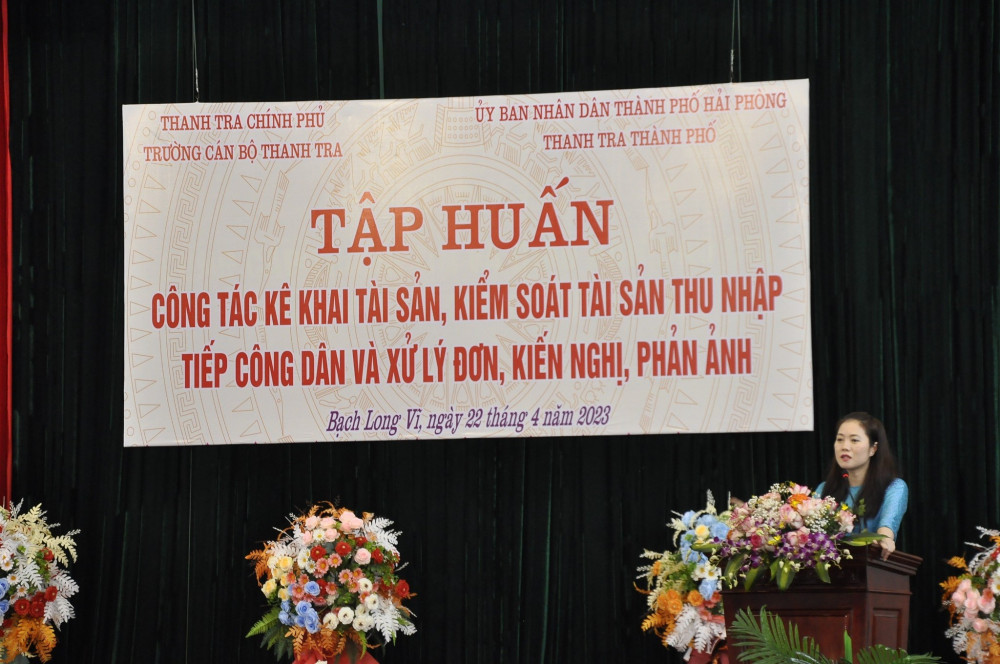 THANH TRA CHÍNH PHỦ
TRƯỜNG CÁN BỘ THANH TRA
ỦY BAN NHÂN DÂN THÀNH PHỐ HẢI PHÒNG
THANH TRA THÀNH PHỐ
TẬP HUẤN
CÔNG TÁC KÊ KHAI TÀI SẢN, KIỂM SOÁT TÀI SẢN THU NHẬP
TIẾP CÔNG DÂN VÀ XỬ LÝ ĐƠN, KIẾN NGHỊ, PHẢN ẢNH
Bạch Long Vĩ, ngày 22 tháng 4 năm 2023